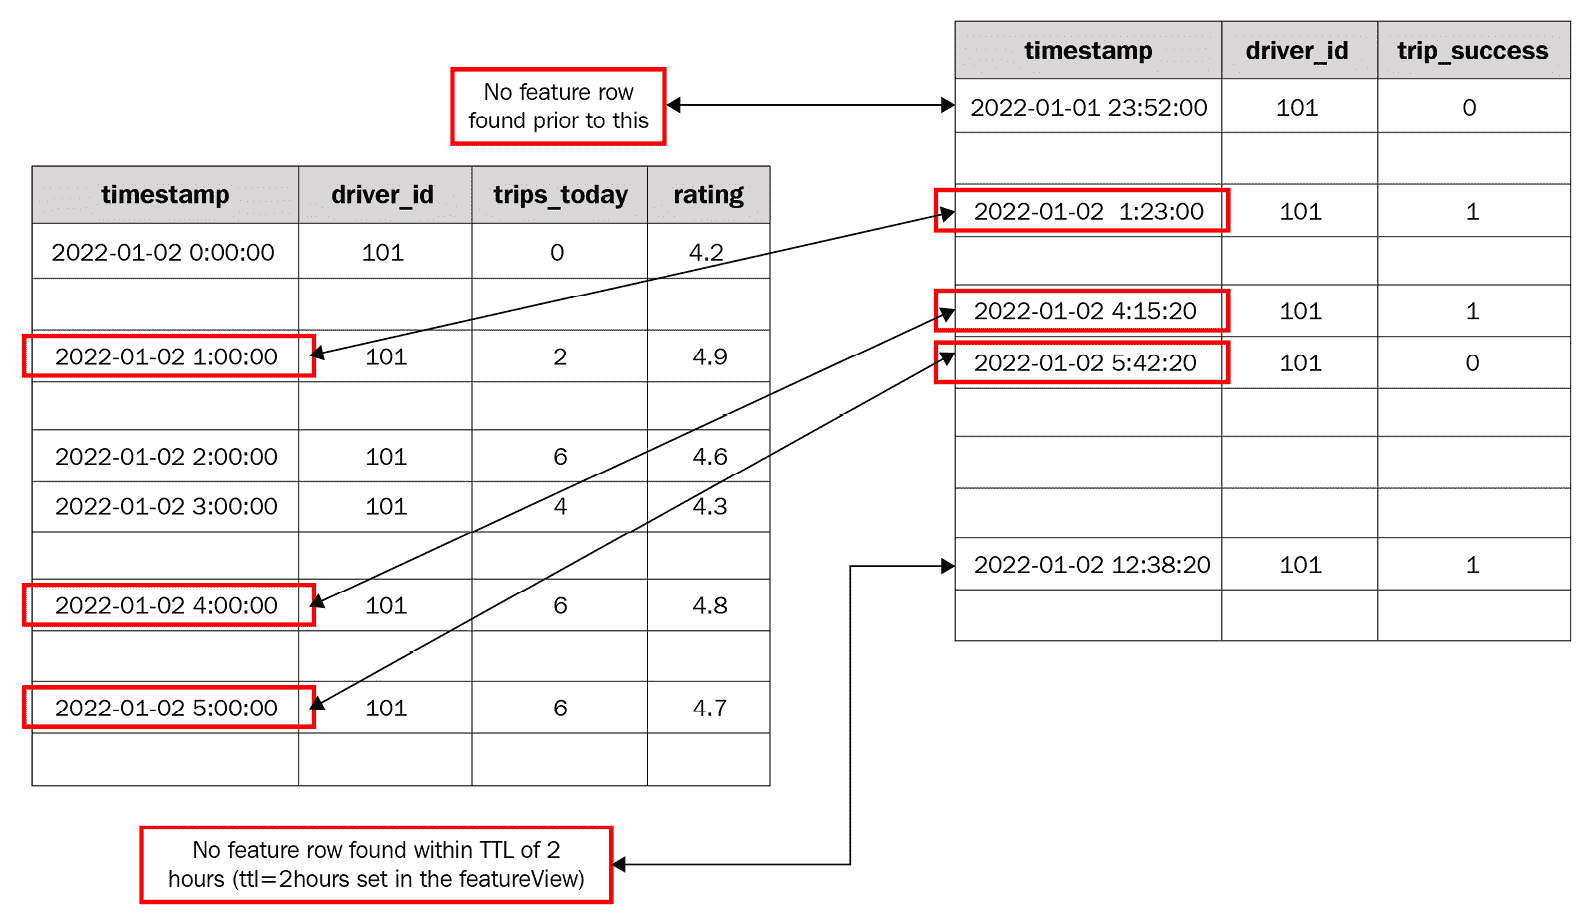 No feature row
found prior to this
timestamp driver_id trips_today rating
2022-01-02 0:00:00 101 0 4.2
2022-01-02 1:00:00 101 2 4.9
2022-01-02 2:00:00 101 6 4.6
2022-01-02 3:00:00 101 4 4.3
2022-01-02 4:00:00 101 6 4.8
2022-01-02 5:00:00 101 6 4.7
timestamp driver_id trip_success
2022-01-01 23:52:00 101 0
2022-01-02 1:23:00 101 1
2022-01-02 4:15:20 101 1
2022-01-02 5:42:20 101 0
2022-01-02 12:38:20 101 1
No feature row found within TTL of 2
hours (ttl=2hours set in the featureView)